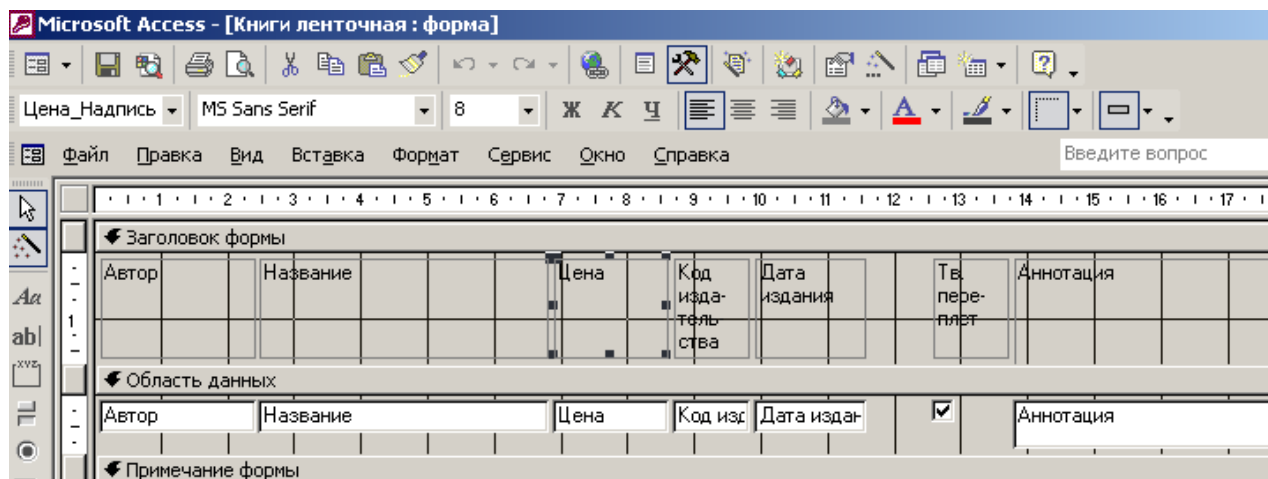 Microsoft Access - [Книги ленточная : форма]
Цена_Надпись MS Sans Serif 8 Ж К Ч
Файл Правка Вид Вставка Формат Сервис Окно Справка Введите вопрос
1 2 3 4 5 6 7 8 9 10 11 12 13 14 15 16 17
Заголовок формы
Автор Название Цена Код изда- тель ства Дата издания Тв. пере- плет Аннотация
Aa
ab|
1
xyz
Область данных
Автор Название Цена Код изд Дата издан Аннотация
Примечание формы